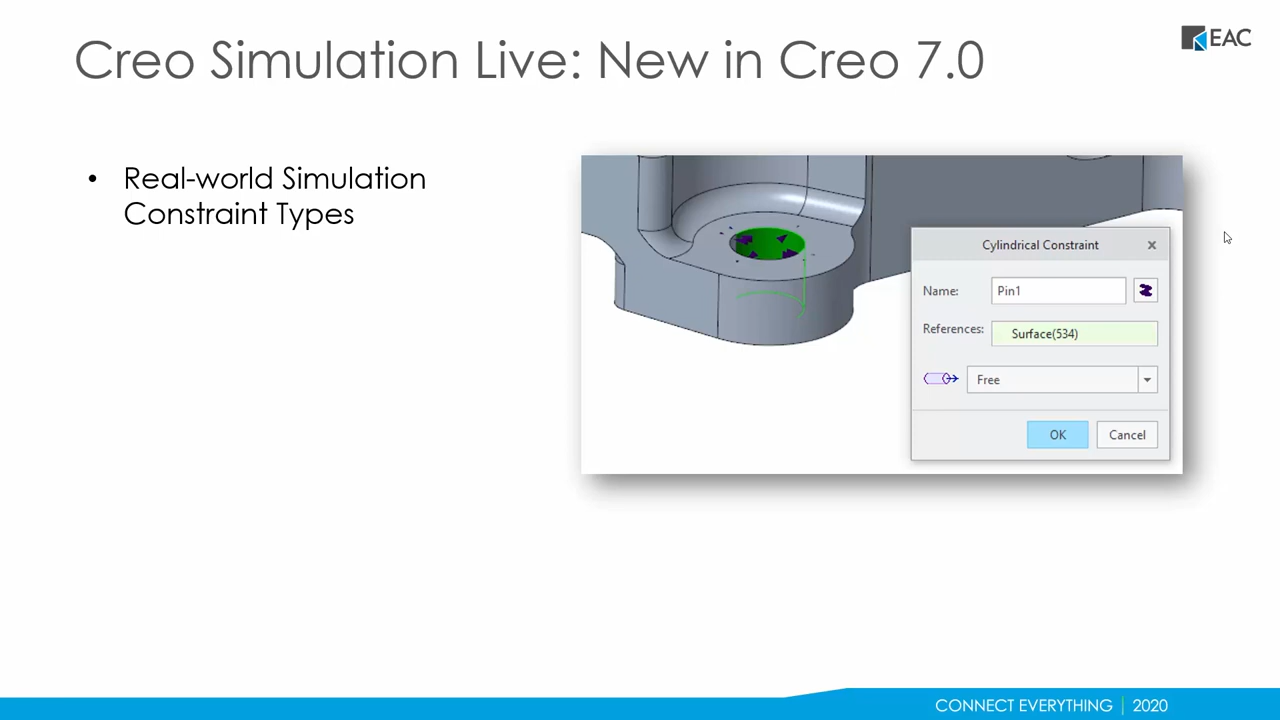 Creo Simulation Live: New in Creo 7.0
EAC
• Real-world Simulation
Constraint Types
Cylindrical Constraint
Name: Pin1
References: Surface(534)
Free
OK Cancel
CONNECT EVERYTHING | 2020